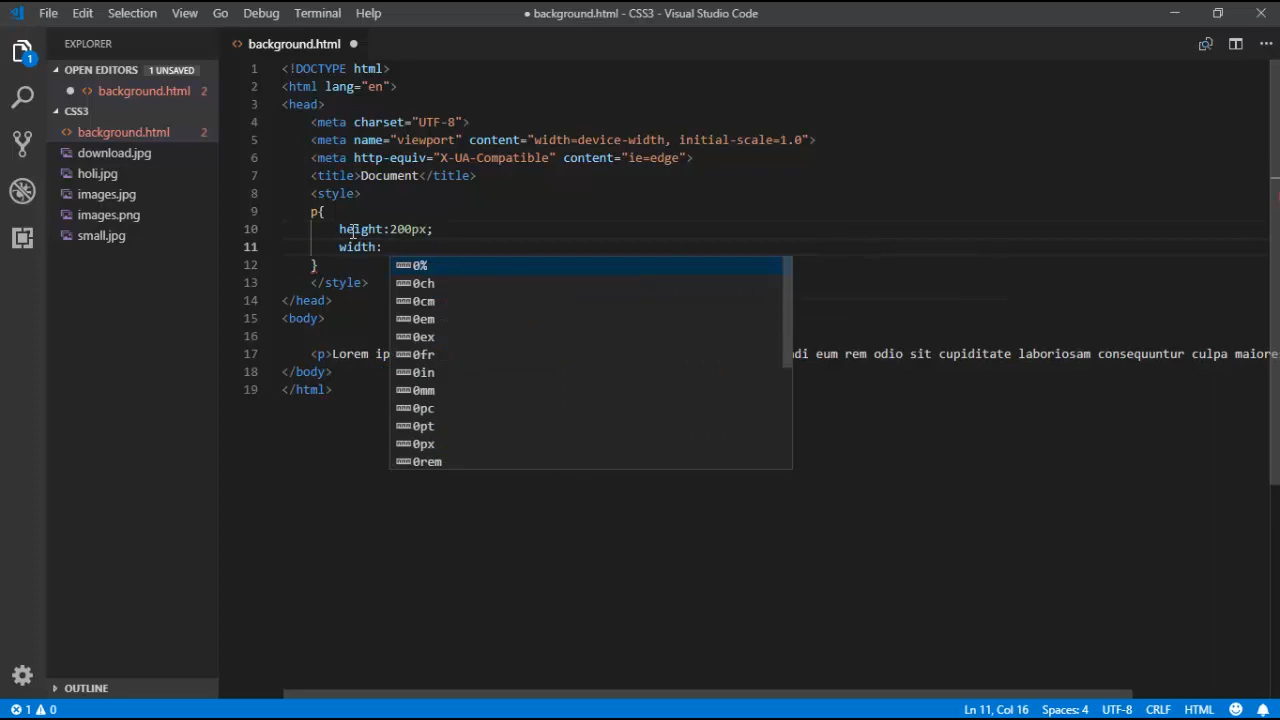 File Edit Selection View Go Debug Terminal Help
● background.html - CSS3 - Visual Studio Code
EXPLORER
OPEN EDITORS 1 UNSAVED
background.html 2
CSS3
background.html 2
download.jpg
holi.jpg
images.jpg
images.png
small.jpg
OUTLINE
1
<> background.html
1 <!DOCTYPE html>
2 <html lang="en">
3 <head>
4 <meta charset="UTF-8">
5 <meta name="viewport" content="width=device-width, initial-scale=1.0">
6 <meta http-equiv="X-UA-Compatible" content="ie=edge">
7 <title>Document</title>
8 <style>
9 p{
10 height:200px;
11 width:
12 }
13 </style>
14 </head>
15 <body>
16
17 <p>Lorem ip di eum rem odio sit cupiditate laboriosam consequuntur culpa maiore
18 </body>
19 </html>
0%
0ch
0cm
0em
0ex
0fr
0in
0mm
0pc
0pt
0px
0rem
1 0 Ln 11, Col 16 Spaces: 4 UTF-8 CRLF HTML